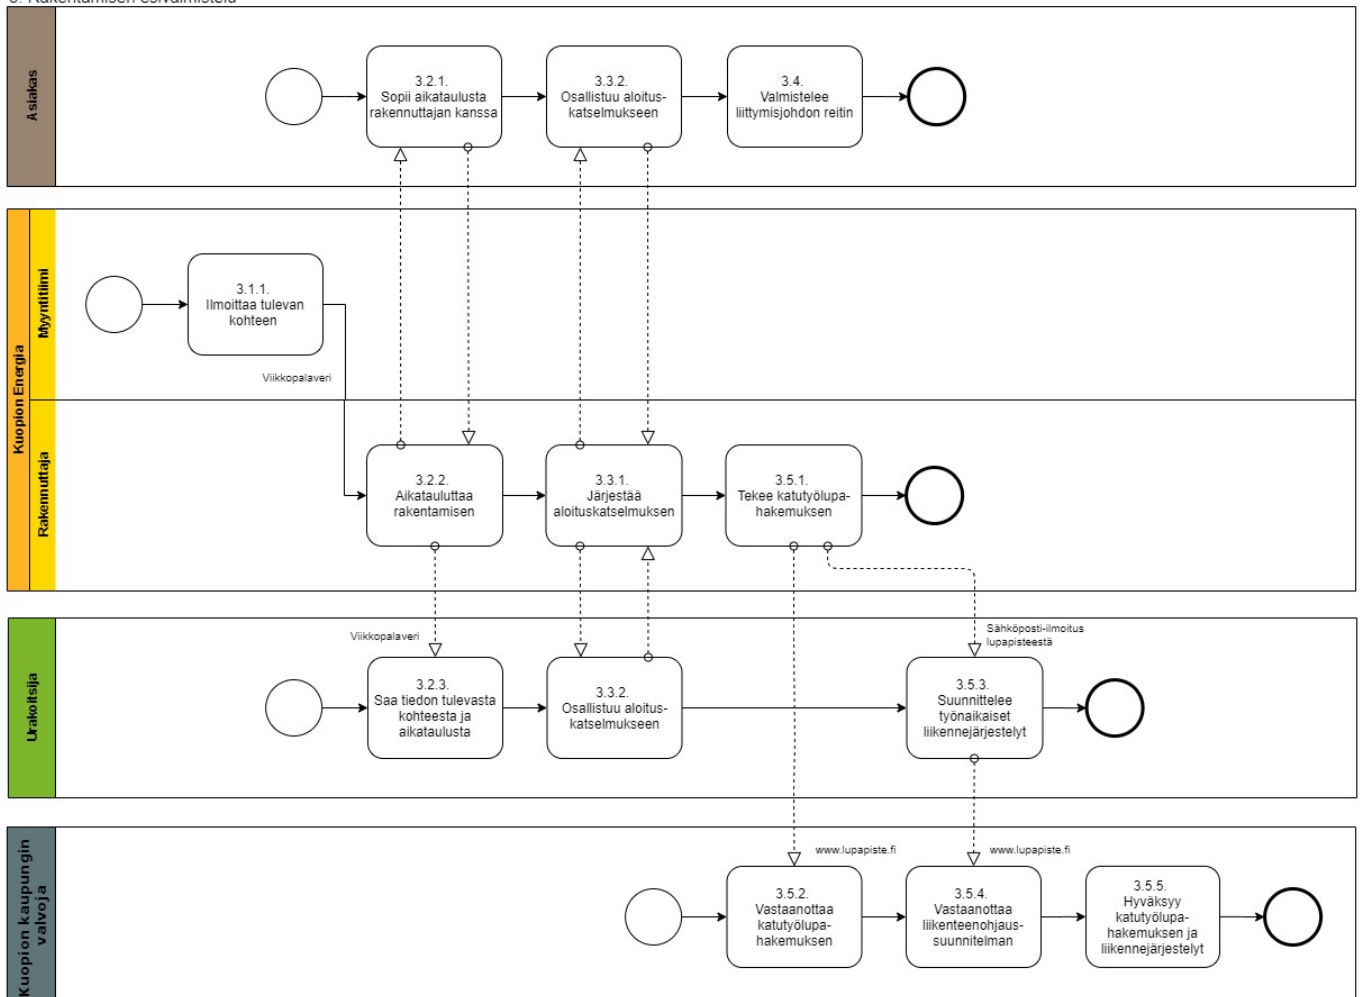 3. Rakentamisen esivalmistelu
Asiakas
3.2.1.
Sopii aikataulusta
rakennuttajan kanssa
3.3.2.
Osallistuu aloitus-
katselmukseen
3.4.
Valmistelee
liittymisjohdon reitin
Kuopion Energia
Myyntitiimi
3.1.1.
Ilmoittaa tulevan
kohteen
Viikkopalaveri
Rakennuttaja
3.2.2.
Aikatauluttaa
rakentamisen
3.3.1.
Järjestää
aloituskatselmuksen
3.5.1.
Tekee katutyölupa-
hakemuksen
Urakoitsija
Viikkopalaveri
3.2.3.
Saa tiedon tulevasta
kohteesta ja
aikataulusta
3.3.2.
Osallistuu aloitus-
katselmukseen
Sähköposti-ilmoitus
lupapisteestä
3.5.3.
Suunnittelee
työnaikaiset
liikennejärjestelyt
Kuopion kaupungin
valvoja
www.lupapiste.fi
3.5.2.
Vastaanottaa
katutyölupa-
hakemuksen
www.lupapiste.fi
3.5.4.
Vastaanottaa
liikenteenohjaus-
suunnitelman
3.5.5.
Hyväksyy
katutyölupa-
hakemuksen ja
liikennejärjestelyt